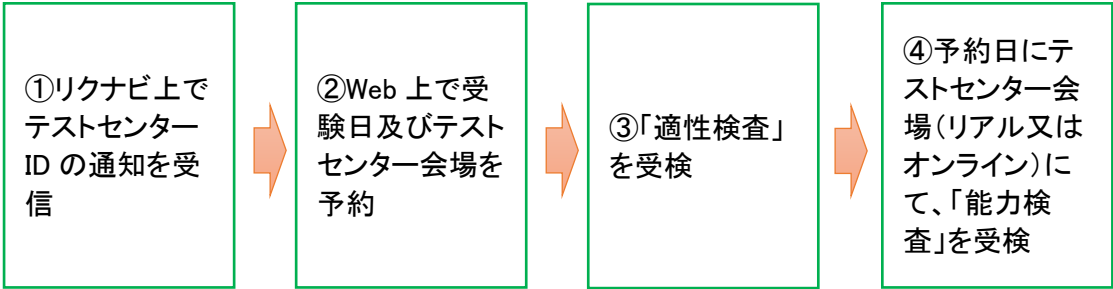 ①リクナビ上で
テストセンター
ID の通知を受
信
②Web 上で受
験日及びテスト
センター会場を
予約
③「適性検査」
を受検
④予約日にテ
ストセンター会
場(リアル又は
オンライン)に
て、「能力検
査」を受検